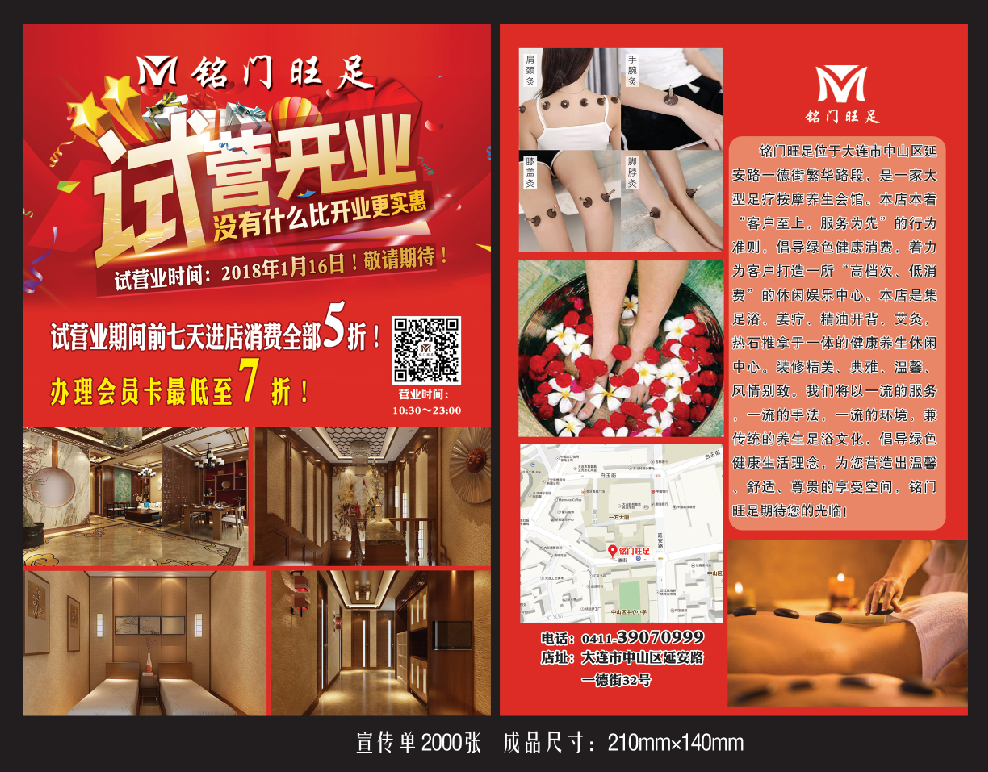 铭门旺足
试营开业
没有什么比开业更实惠
试营业时间：2018年1月16日！敬请期待！
试营业期间前七天进店消费全部5折！
办理会员卡最低至7折！
营业时间：
10:30～23:00
肩颈灸
手腕灸
膝盖灸
脚脖灸
铭门旺足
铭门旺足位于大连市中山区延
安路一德街繁华路段，是一家大
型足疗按摩养生会馆。本店本着
“客户至上，服务为先”的行为
准则，倡导绿色健康消费，着力
为客户打造一所“高档次、低消
费”的休闲娱乐中心。本店是集
足浴，姜疗，精油开背，艾灸，
热石推拿于一体的健康养生休闲
中心。装修精美、典雅、温馨、
风情别致。我们将以一流的服务
，一流的手法，一流的环境，兼
传统的养生足浴文化，倡导绿色
健康生活理念，为您营造出温馨
、舒适、尊贵的享受空间，铭门
旺足期待您的光临！
铭门旺足
电话：0411-39070999
店址：大连市中山区延安路
一德街32号
宣传单2000张 成品尺寸：210mm×140mm